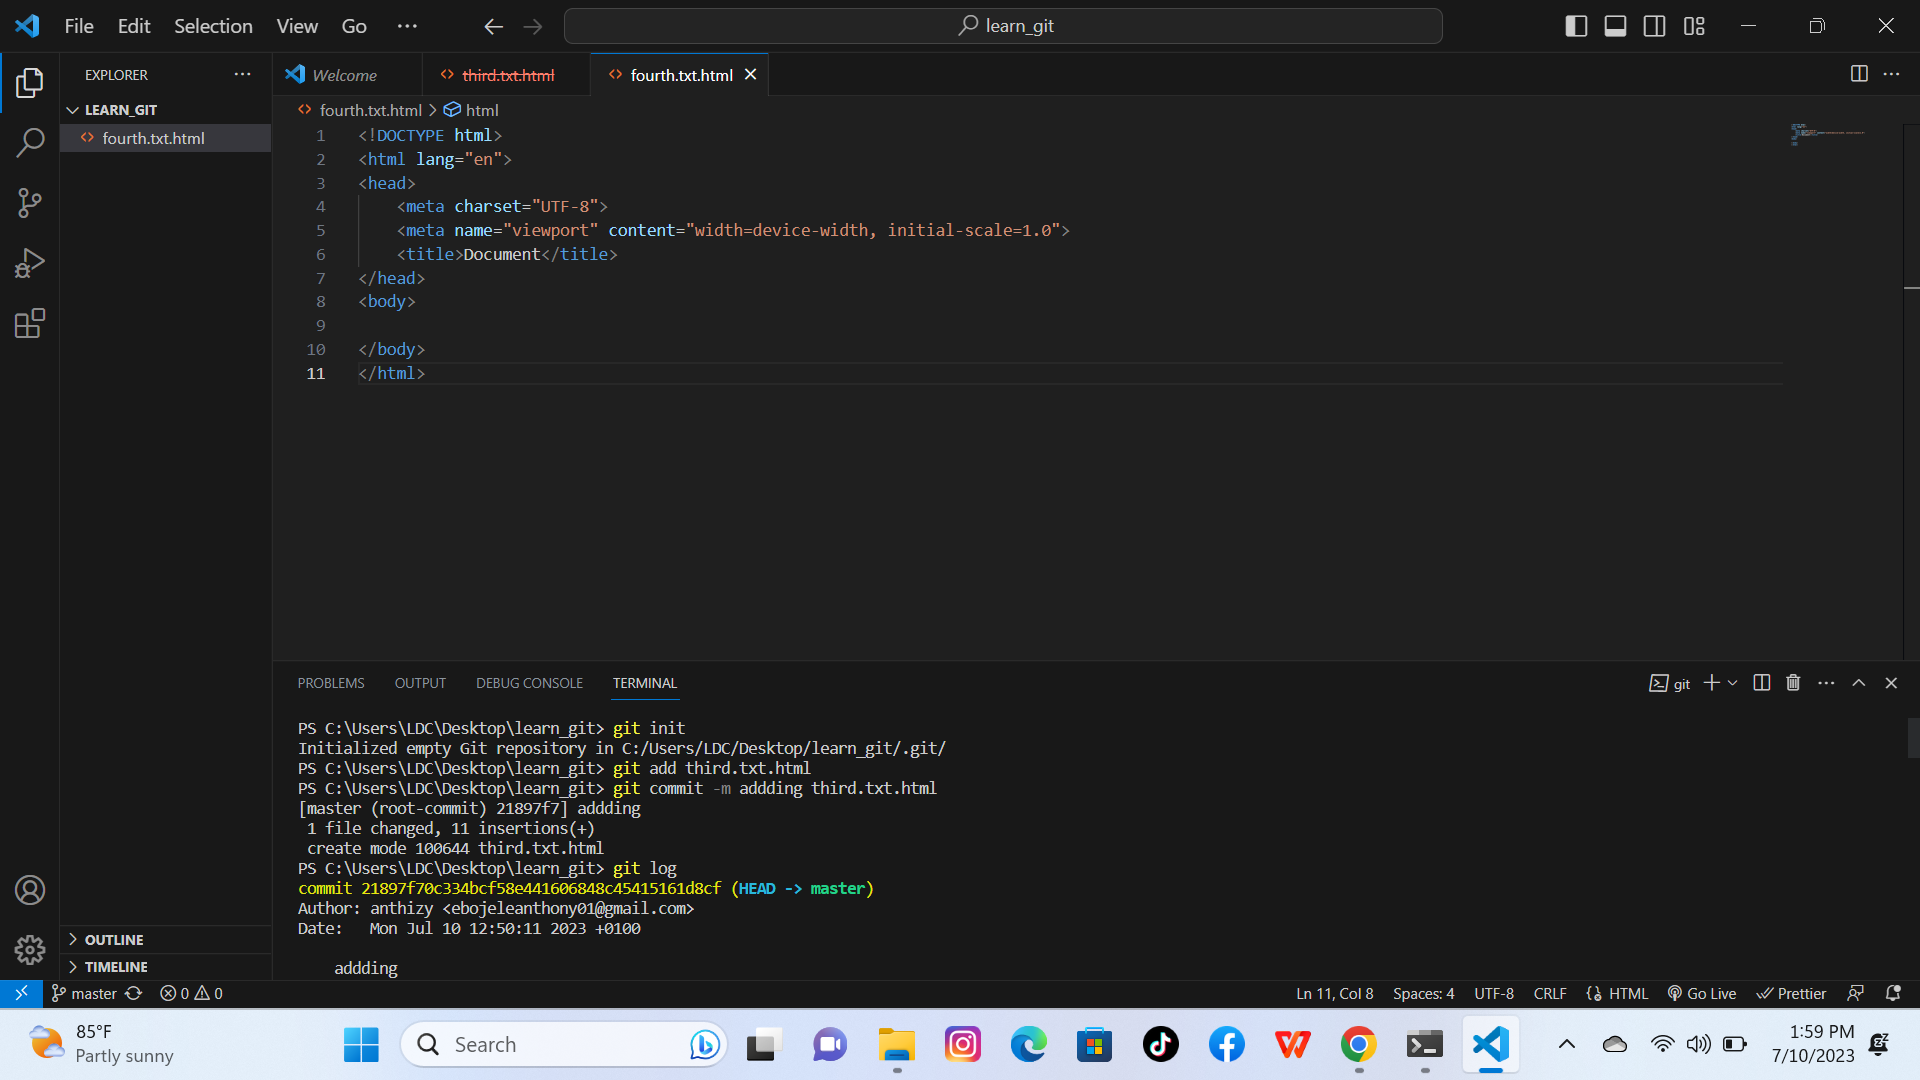 File Edit Selection View Go ··· learn_git
EXPLORER ···
Welcome third.txt.html fourth.txt.html
LEARN_GIT
fourth.txt.html
fourth.txt.html > html
1 <!DOCTYPE html>
2 <html lang="en">
3 <head>
4 <meta charset="UTF-8">
5 <meta name="viewport" content="width=device-width, initial-scale=1.0">
6 <title>Document</title>
7 </head>
8 <body>
9
10 </body>
11 </html>
PROBLEMS OUTPUT DEBUG CONSOLE TERMINAL git
PS C:\Users\LDC\Desktop\learn_git> git init
Initialized empty Git repository in C:/Users/LDC/Desktop/learn_git/.git/
PS C:\Users\LDC\Desktop\learn_git> git add third.txt.html
PS C:\Users\LDC\Desktop\learn_git> git commit -m addding third.txt.html
[master (root-commit) 21897f7] addding
1 file changed, 11 insertions(+)
create mode 100644 third.txt.html
PS C:\Users\LDC\Desktop\learn_git> git log
commit 21897f70c334bcf58e441606848c45415161d8cf (HEAD -> master)
Author: anthizy <ebojeleanthony01@gmail.com>
Date: Mon Jul 10 12:50:11 2023 +0100
addding
OUTLINE
TIMELINE
master 0 0 Ln 11, Col 8 Spaces: 4 UTF-8 CRLF HTML Go Live Prettier
85°F
Partly sunny
Search
1:59 PM
7/10/2023